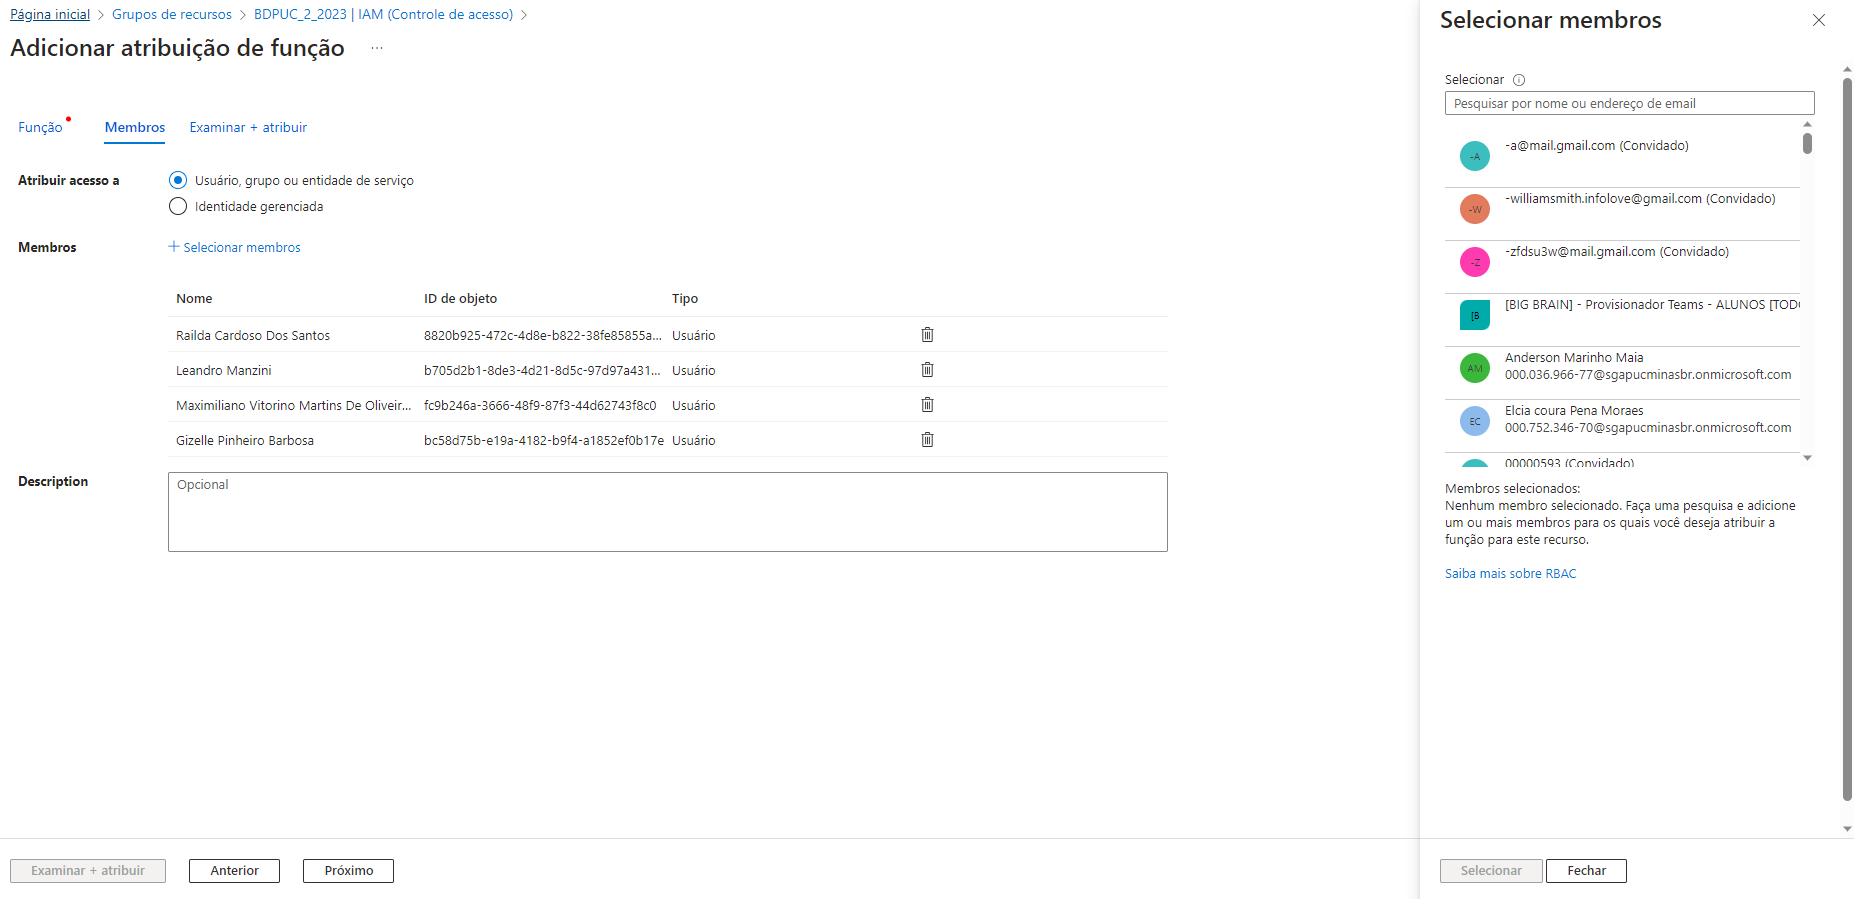 Página inicial > Grupos de recursos > BDPUC_2_2023 | IAM (Controle de acesso) >
Adicionar atribuição de função ...
Função Membros Examinar + atribuir
Atribuir acesso a
Usuário, grupo ou entidade de serviço
Identidade gerenciada
Membros + Selecionar membros
Nome ID de objeto Tipo
Railda Cardoso Dos Santos 8820b925-472c-4d8e-b822-38fe85855a... Usuário
Leandro Manzini b705d2b1-8de3-4d21-8d5c-97d97a431... Usuário
Maximiliano Vitorino Martins De Oliveir... fc9b246a-3666-48f9-87f3-44d62743f8c0 Usuário
Gizelle Pinheiro Barbosa bc58d75b-e19a-4182-b9f4-a1852ef0b17e Usuário
Description Opcional
Examinar + atribuir Anterior Próximo
Selecionar membros
Selecionar
Pesquisar por nome ou endereço de email
-A -a@mail.gmail.com (Convidado)
-W -williamsmith.infolove@gmail.com (Convidado)
-Z -zfdsu3w@mail.gmail.com (Convidado)
[B [BIG BRAIN] - Provisionador Teams - ALUNOS [TODO
AM Anderson Marinho Maia
000.036.966-77@sgapucminasbr.onmicrosoft.com
EC Elcia coura Pena Moraes
000.752.346-70@sgapucminasbr.onmicrosoft.com
00000593 (Convidado)
Membros selecionados:
Nenhum membro selecionado. Faça uma pesquisa e adicione
um ou mais membros para os quais você deseja atribuir a
função para este recurso.
Saiba mais sobre RBAC
Selecionar Fechar